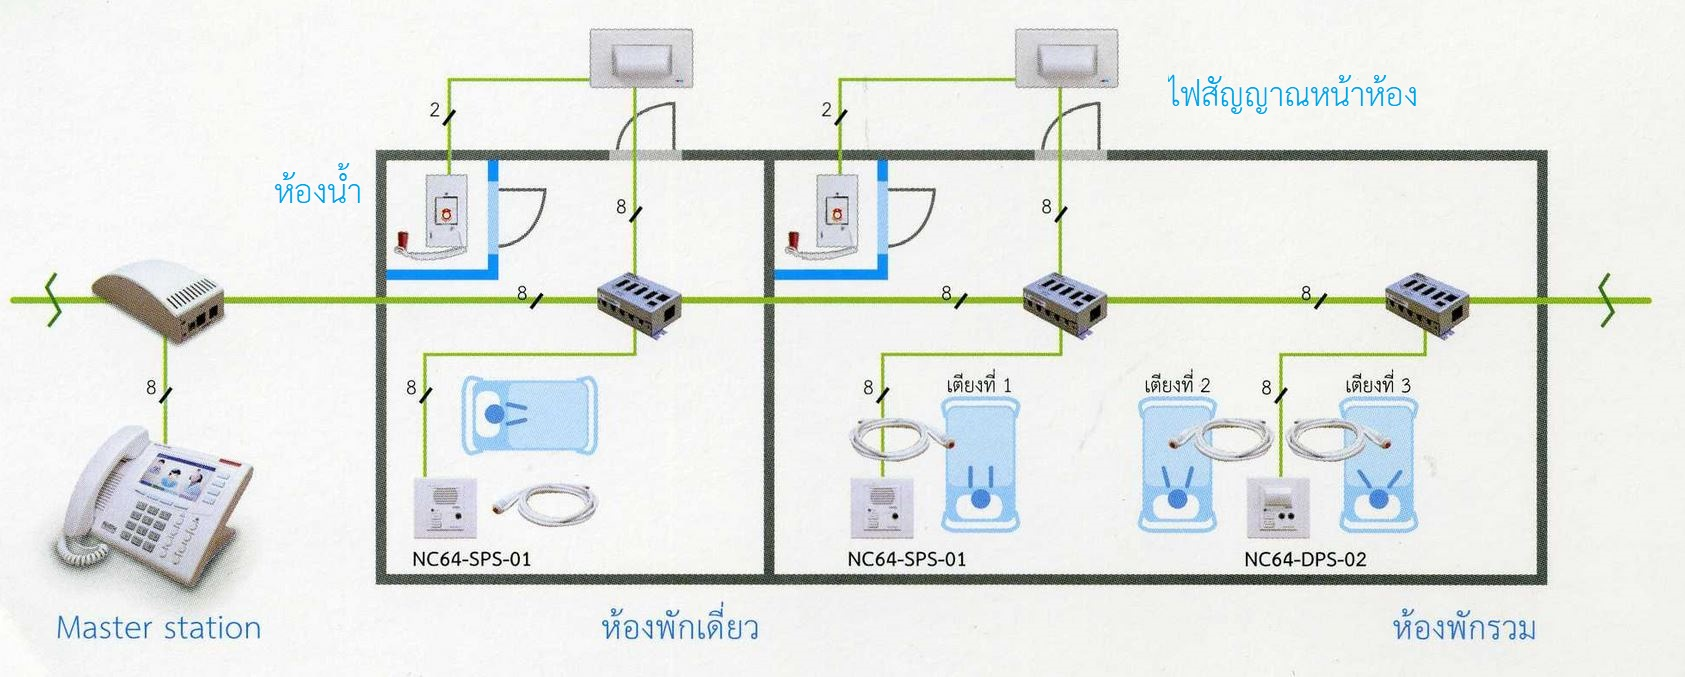 2
2
ไฟสัญญาณหน้าห้อง
ห้องน้ำ
8
8
8
8
8
8
8
8
8
เตียงที่ 1
เตียงที่ 2
เตียงที่ 3
NC64-SPS-01
NC64-SPS-01
NC64-DPS-02
Master station
ห้องพักเดี่ยว
ห้องพักรวม